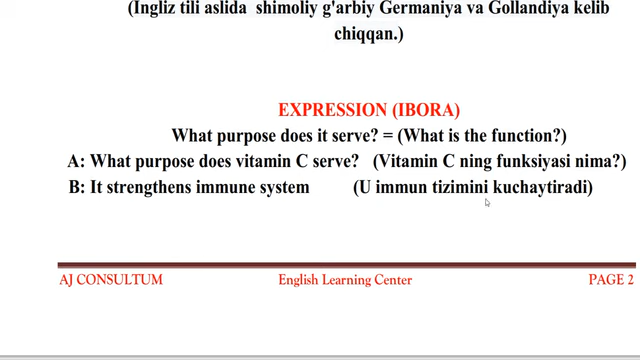 (Ingliz tili aslida shimoliy g'arbiy Germaniya va Gollandiya kelib
chiqqan.)
EXPRESSION (IBORA)
What purpose does it serve? = (What is the function?)
A: What purpose does vitamin C serve? (Vitamin C ning funksiyasi nima?)
B: It strengthens immune system (U immun tizimini kuchaytiradi)
AJ CONSULTUM English Learning Center PAGE 2